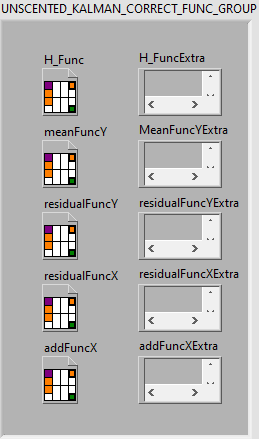 UNSCENTED_KALMAN_CORRECT_FUNC_GROUP
H_Func H_FuncExtra
meanFuncY MeanFuncYExtra
residualFuncY residualFuncYExtra
residualFuncX residualFuncXExtra
addFuncX addFuncXExtra